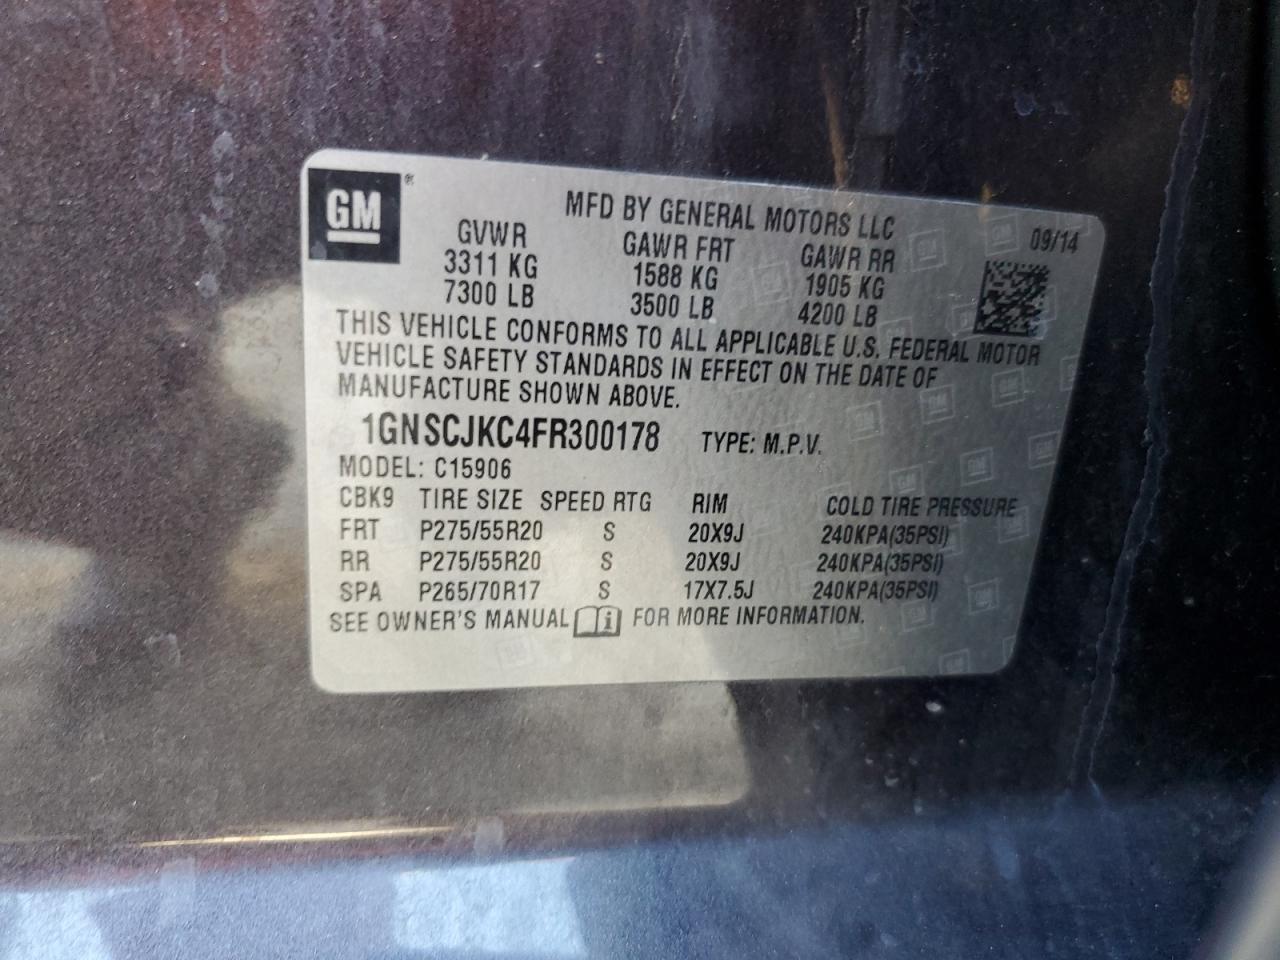 GM®
MFD BY GENERAL MOTORS LLC
GVWR GAWR FRT GAWR RR 09/14
3311 KG 1588 KG 1905 KG
7300 LB 3500 LB 4200 LB
THIS VEHICLE CONFORMS TO ALL APPLICABLE U.S. FEDERAL MOTOR
VEHICLE SAFETY STANDARDS IN EFFECT ON THE DATE OF
MANUFACTURE SHOWN ABOVE.
1GNSCJKC4FR300178 TYPE: M.P.V.
MODEL: C15906
CBK9 TIRE SIZE SPEED RTG RIM COLD TIRE PRESSURE
FRT P275/55R20 S 20X9J 240KPA(35PSI)
RR P275/55R20 S 20X9J 240KPA(35PSI)
SPA P265/70R17 S 17X7.5J 240KPA(35PSI)
SEE OWNER'S MANUAL i FOR MORE INFORMATION.